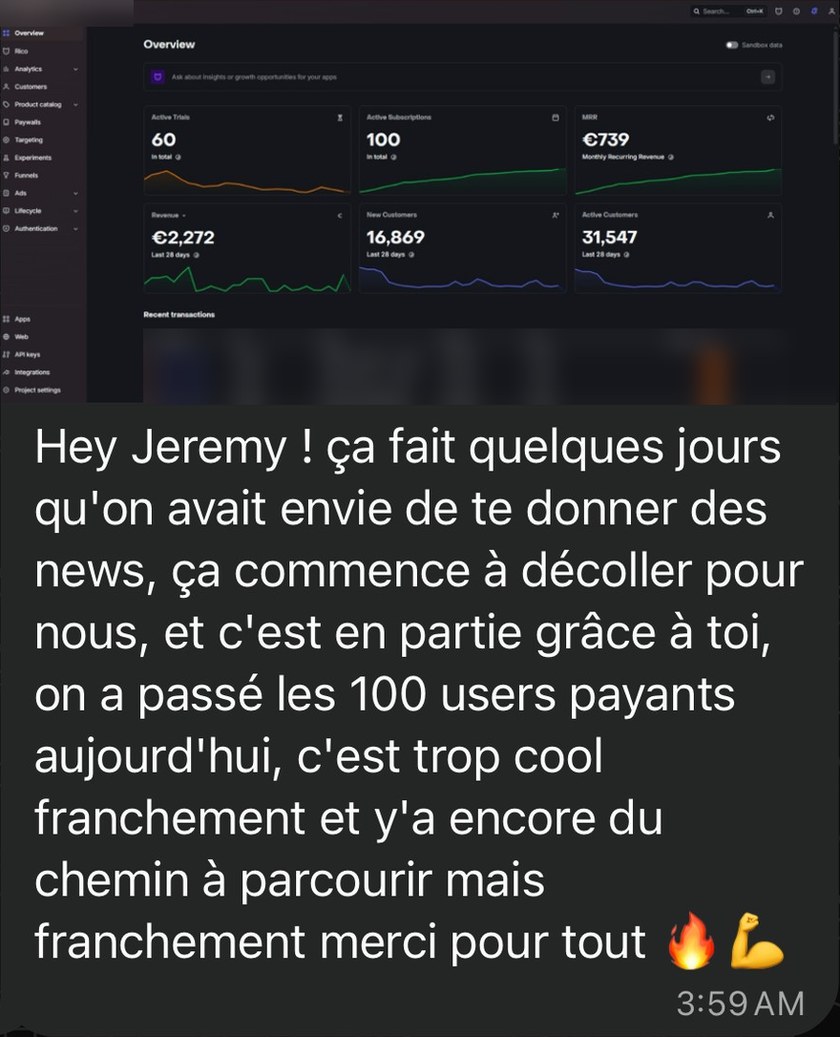 Search... Ctrl+K
Overview
Rico
Analytics
Customers
Product catalog
Paywalls
Targeting
Experiments
Funnels
Ads
Lifecycle
Authentication
Apps
Web
API keys
Integrations
Project settings
Overview
Sandbox data
Ask about insights or growth opportunities for your apps
Active Trials
60
In total
Active Subscriptions
100
In total
MRR
€739
Monthly Recurring Revenue
Revenue
€
€2,272
Last 28 days
New Customers
16,869
Last 28 days
Active Customers
31,547
Last 28 days
Recent transactions
Hey Jeremy ! ça fait quelques jours
qu'on avait envie de te donner des
news, ça commence à décoller pour
nous, et c'est en partie grâce à toi,
on a passé les 100 users payants
aujourd'hui, c'est trop cool
franchement et y'a encore du
chemin à parcourir mais
franchement merci pour tout 🔥💪
3:59 AM